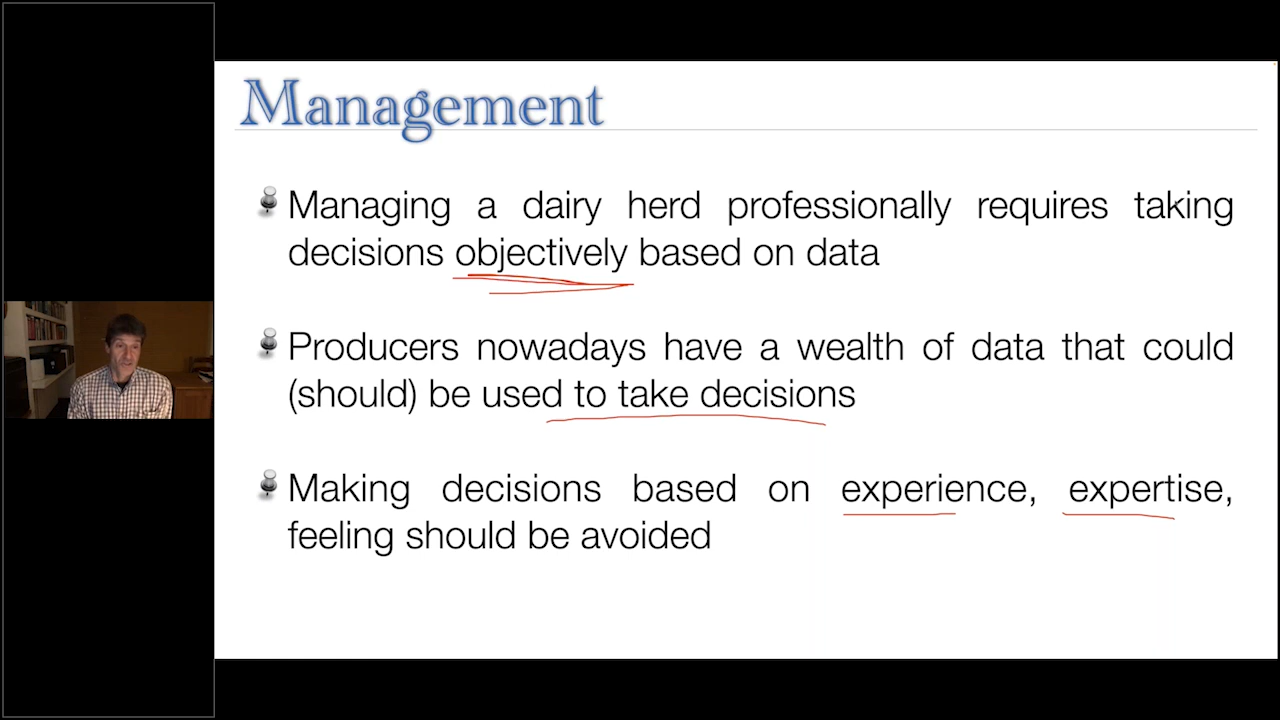 Management
Managing a dairy herd professionally requires taking
decisions objectively based on data
Producers nowadays have a wealth of data that could
(should) be used to take decisions
Making decisions based on experience, expertise,
feeling should be avoided